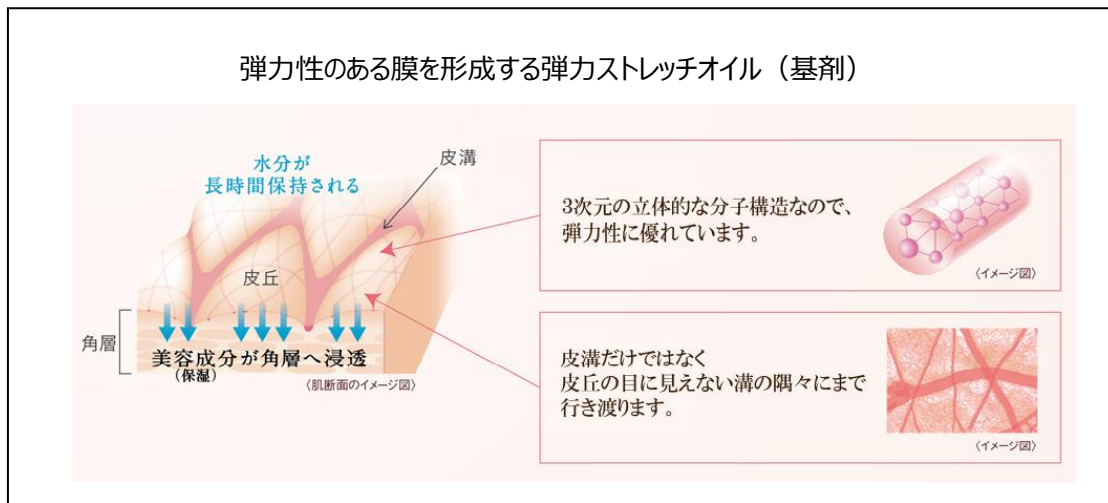 弾力性のある膜を形成する弾力ストレッチオイル（基剤）
水分が
長時間保持される
皮溝
皮丘
角層
美容成分が角層へ浸透
（保湿）
〈肌断面のイメージ図〉
3次元の立体的な分子構造なので、
弾力性に優れています。
〈イメージ図〉
皮溝だけではなく
皮丘の目に見えない溝の隅々にまで
行き渡ります。
〈イメージ図〉